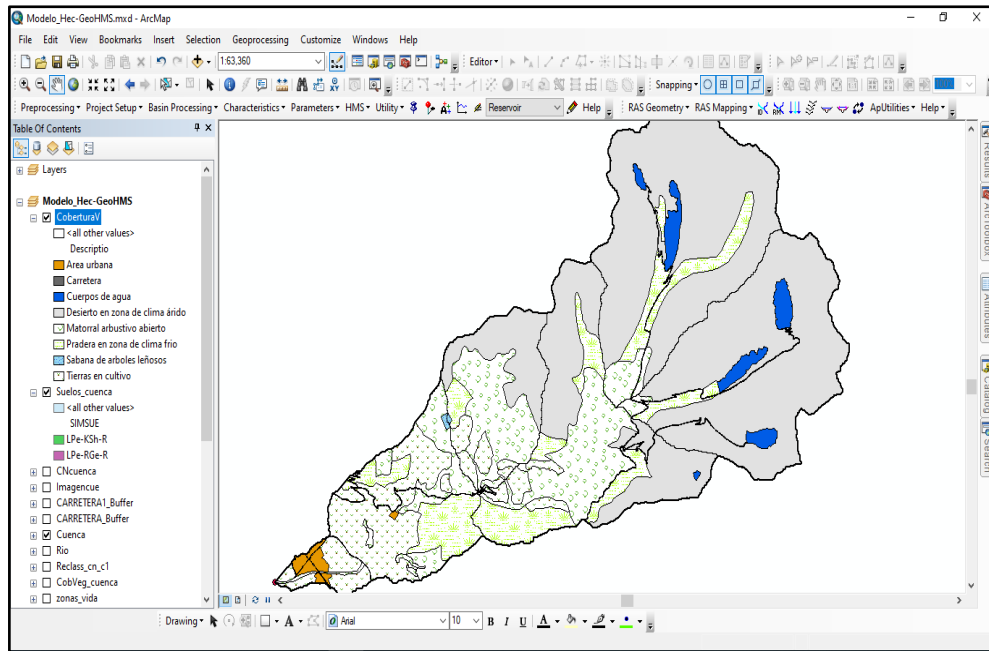 Modelo_Hec-GeoHMS.mxd - ArcMap
File Edit View Bookmarks Insert Selection Geoprocessing Customize Windows Help
1:63,360 Editor
Snapping
Preprocessing Project Setup Basin Processing Characteristics Parameters HMS Utility Reservoir Help RAS Geometry RAS Mapping ApUtilities Help
Table Of Contents
Layers
Modelo_Hec-GeoHMS
CoberturaV
<all other values>
Descriptio
Area urbana
Carretera
Cuerpos de agua
Desierto en zona de clima árido
Matorral arbustivo abierto
Pradera en zona de clima frio
Sabana de arboles leñosos
Tierras en cultivo
Suelos_cuenca
<all other values>
SIMSUE
LPe-KSh-R
LPe-RGe-R
CNcuenca
Imagencue
CARRETERA1_Buffer
CARRETERA_Buffer
Cuenca
Rio
Reclass_cn_c1
CobVeg_cuenca
zonas_vida
Results
ArcToolbox
Attributes
Catalog
Search
Drawing A Arial 10 B I U A